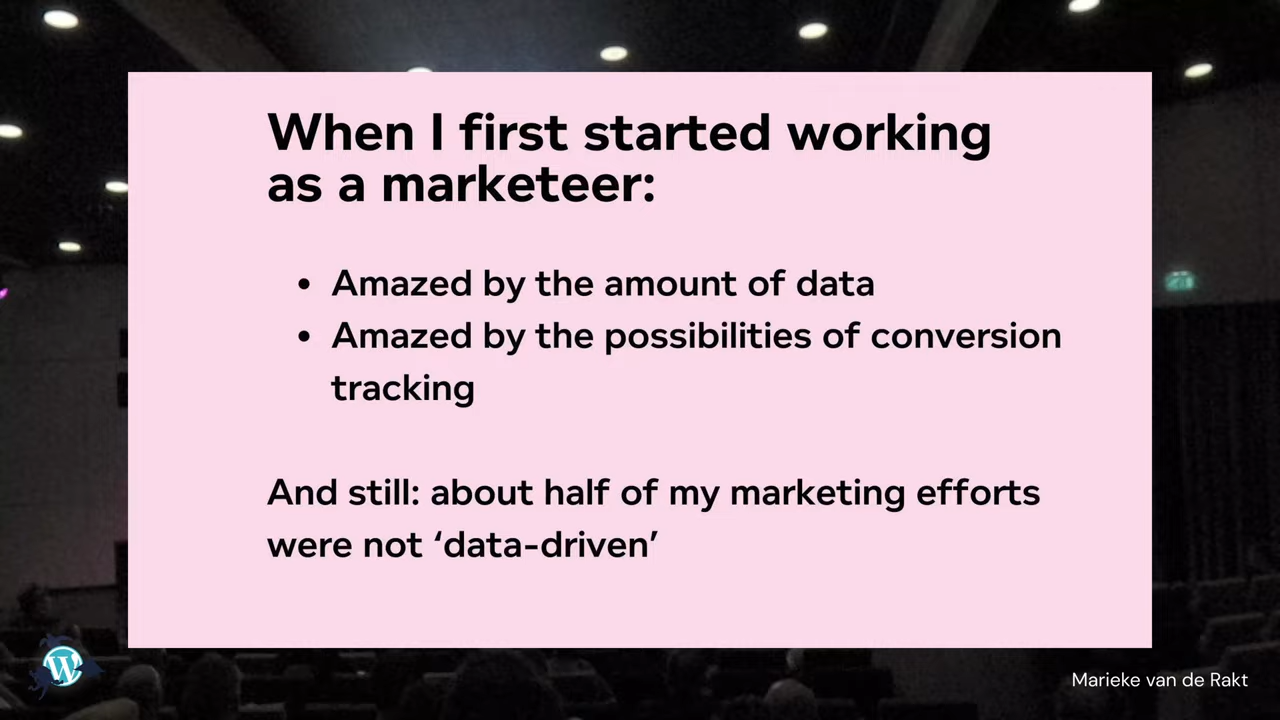 When I first started working
as a marketeer:
• Amazed by the amount of data
• Amazed by the possibilities of conversion
tracking
And still: about half of my marketing efforts
were not ‘data-driven’
W
Marieke van de Rakt